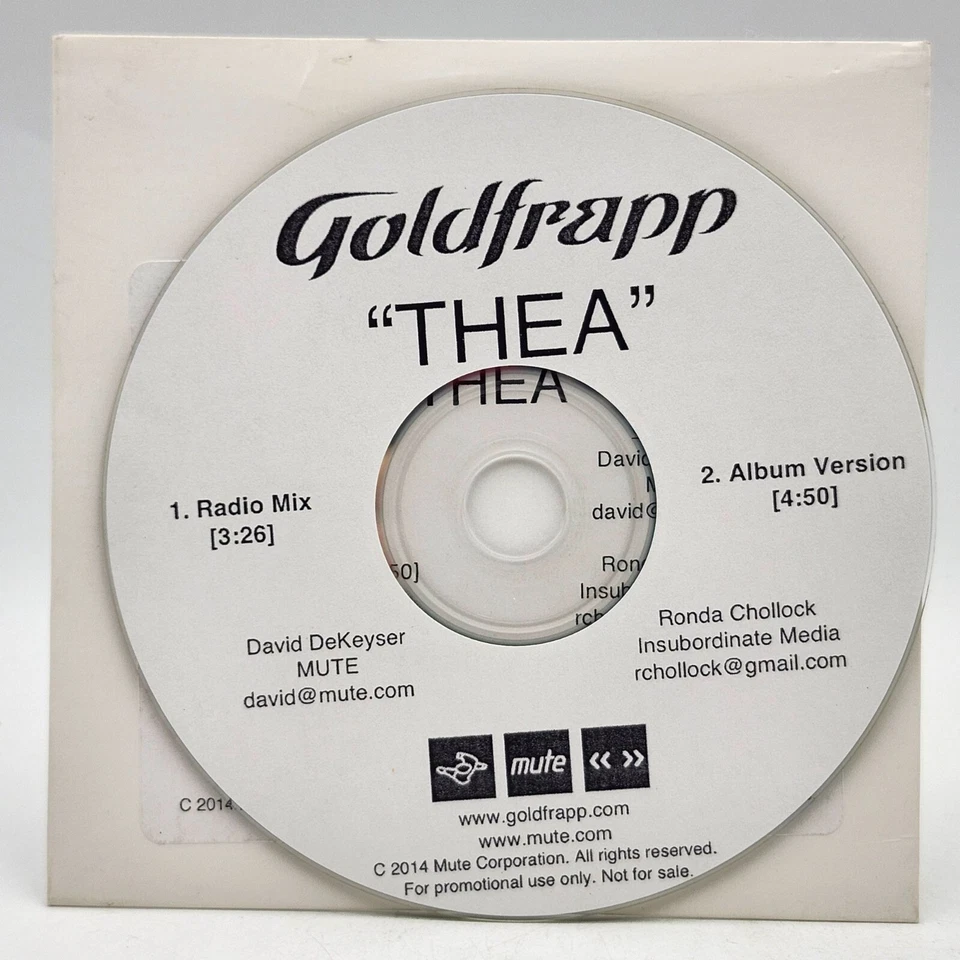 Goldfrapp
“THEA”
THEA
1. Radio Mix
[3:26]
2. Album Version
[4:50]
David DeKeyser
MUTE
david@mute.com
Ronda Chollock
Insubordinate Media
rchollock@gmail.com
mute
www.goldfrapp.com
www.mute.com
C 2014 Mute Corporation. All rights reserved.
For promotional use only. Not for sale.
C 2014